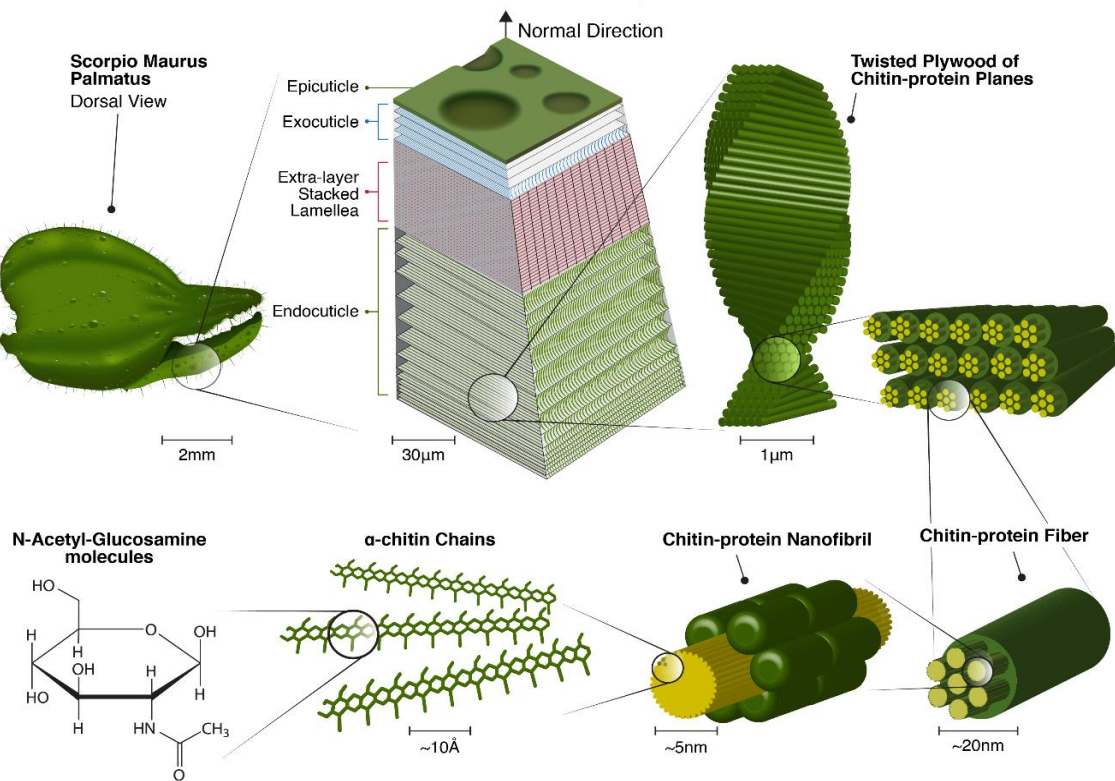 Normal Direction
Scorpio Maurus
Palmatus
Dorsal View
Epicuticle
Exocuticle
Extra-layer
Stacked
Lamellea
Endocuticle
Twisted Plywood of
Chitin-protein Planes
2mm
30μm
1μm
N-Acetyl-Glucosamine
molecules
α-chitin Chains
Chitin-protein Nanofibril
Chitin-protein Fiber
HO
O
OH
H
H
OH
H
HO
H
H
HN
CH3
O
~10Å
~5nm
~20nm